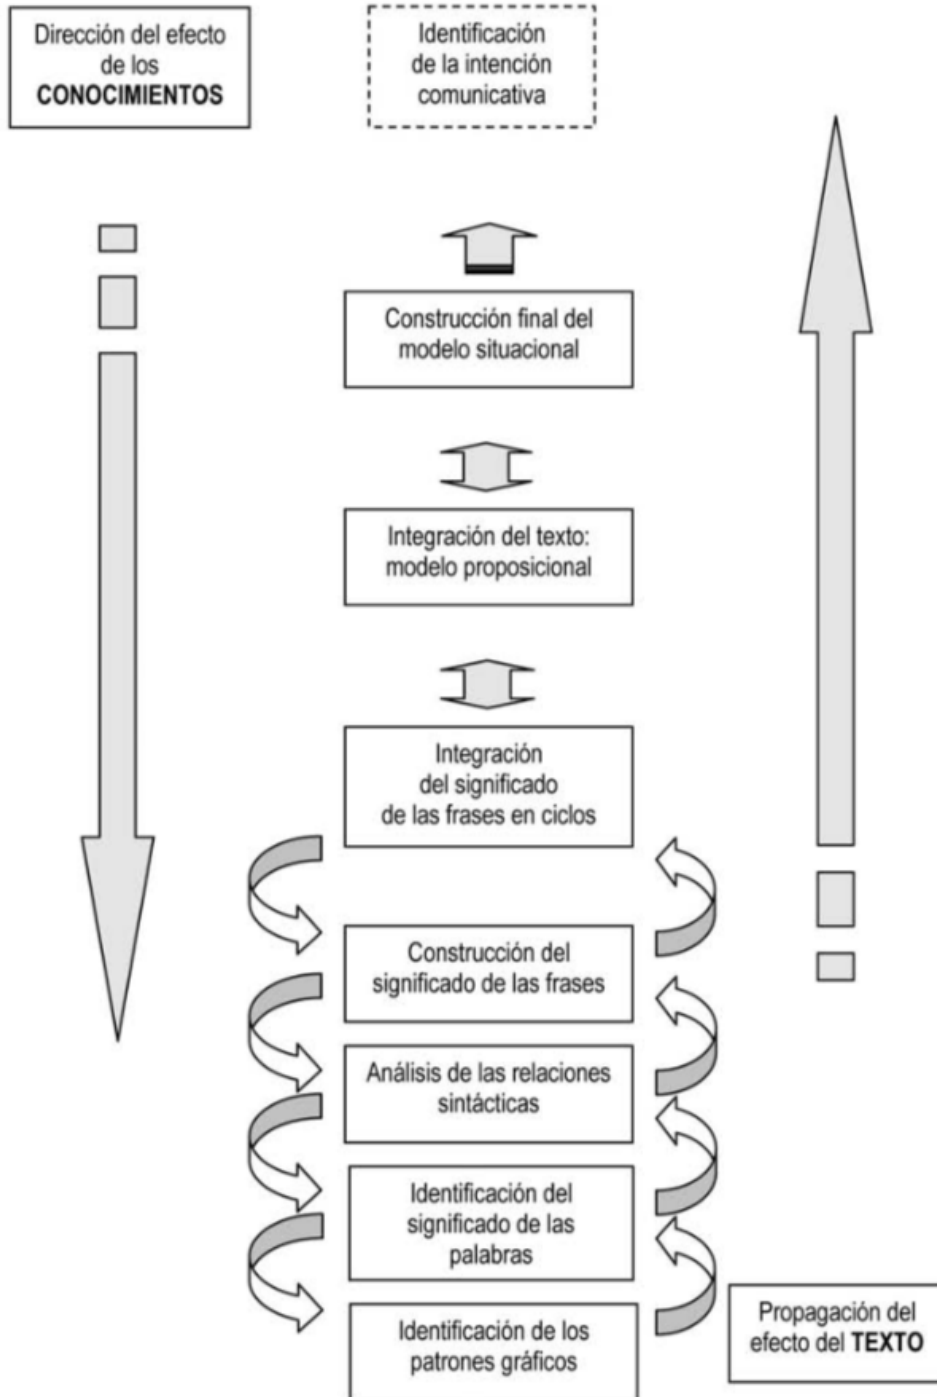 Dirección del efecto
de los
CONOCIMIENTOS
Identificación
de la intención
comunicativa
Construcción final del
modelo situacional
Integración del texto:
modelo proposicional
Integración
del significado
de las frases en ciclos
Construcción del
significado de las frases
Análisis de las relaciones
sintácticas
Identificación del
significado de las
palabras
Identificación de los
patrones gráficos
Propagación del
efecto del TEXTO